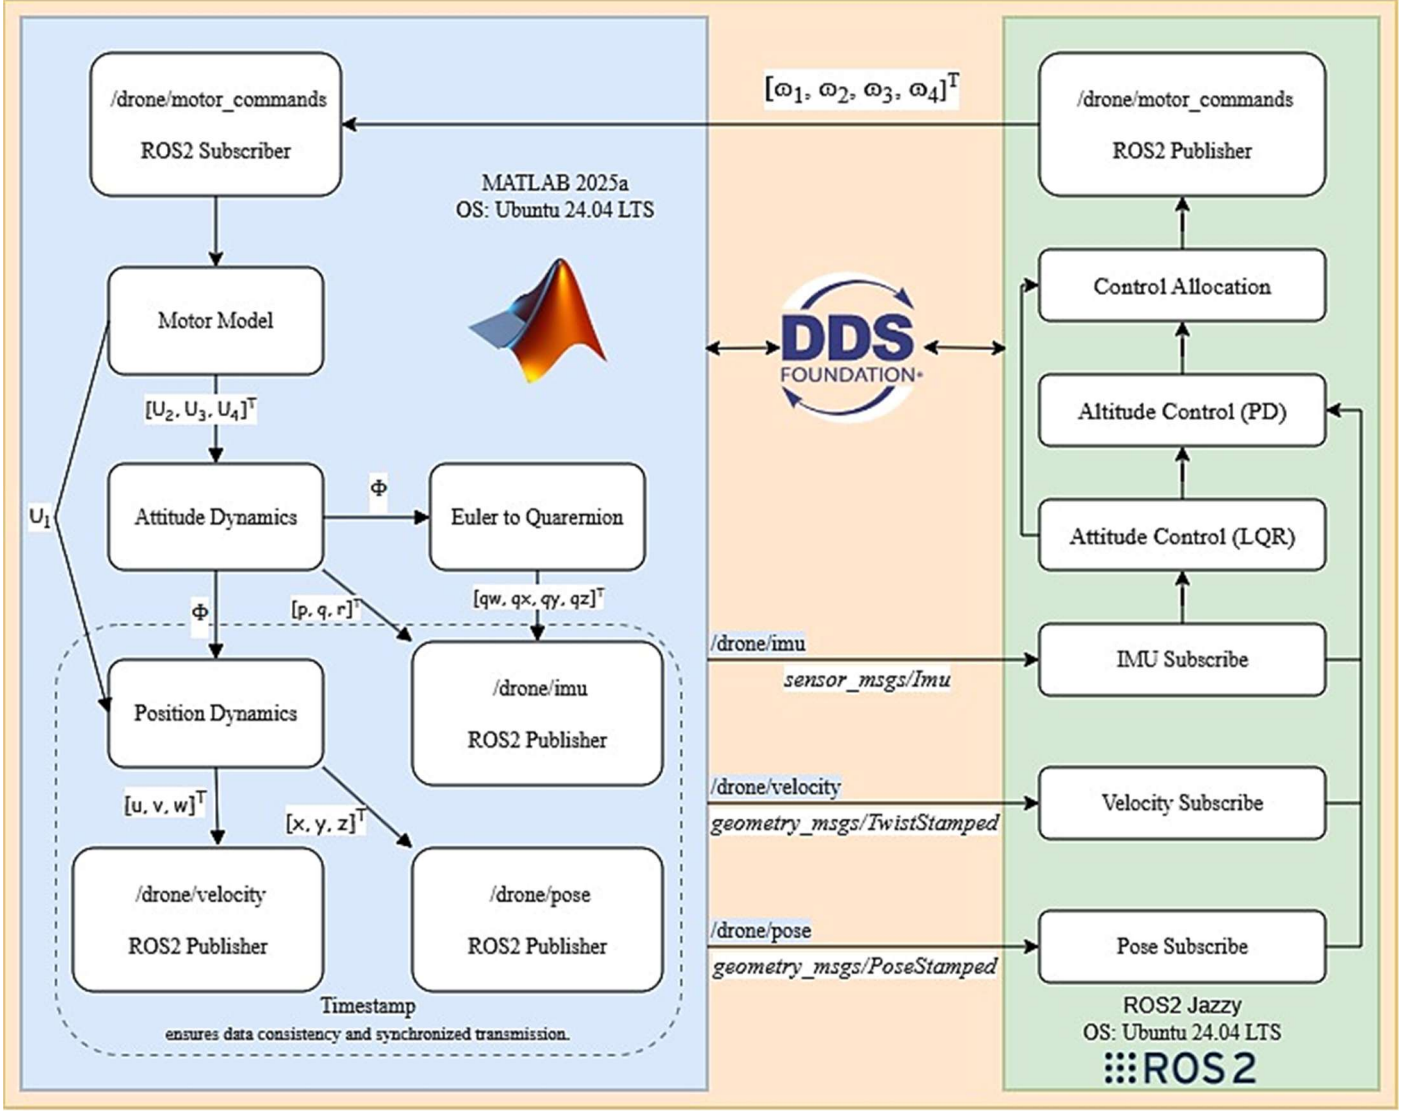 /drone/motor_commands
ROS2 Subscriber
[ϖ1, ϖ2, ϖ3, ϖ4]T
/drone/motor_commands
ROS2 Publisher
MATLAB 2025a
OS: Ubuntu 24.04 LTS
Motor Model
DDS
FOUNDATION®
Control Allocation
[U2, U3, U4]T
Altitude Control (PD)
U1
Attitude Dynamics
Φ
Euler to Quarernion
Attitude Control (LQR)
Φ
[p, q, r]T
[qw, qx, qy, qz]T
Position Dynamics
/drone/imu
ROS2 Publisher
/drone/imu
sensor_msgs/Imu
IMU Subscribe
[u, v, w]T
[x, y, z]T
/drone/velocity
geometry_msgs/TwistStamped
Velocity Subscribe
/drone/velocity
ROS2 Publisher
/drone/pose
ROS2 Publisher
/drone/pose
geometry_msgs/PoseStamped
Pose Subscribe
Timestamp
ensures data consistency and synchronized transmission.
ROS2 Jazzy
OS: Ubuntu 24.04 LTS
ROS 2